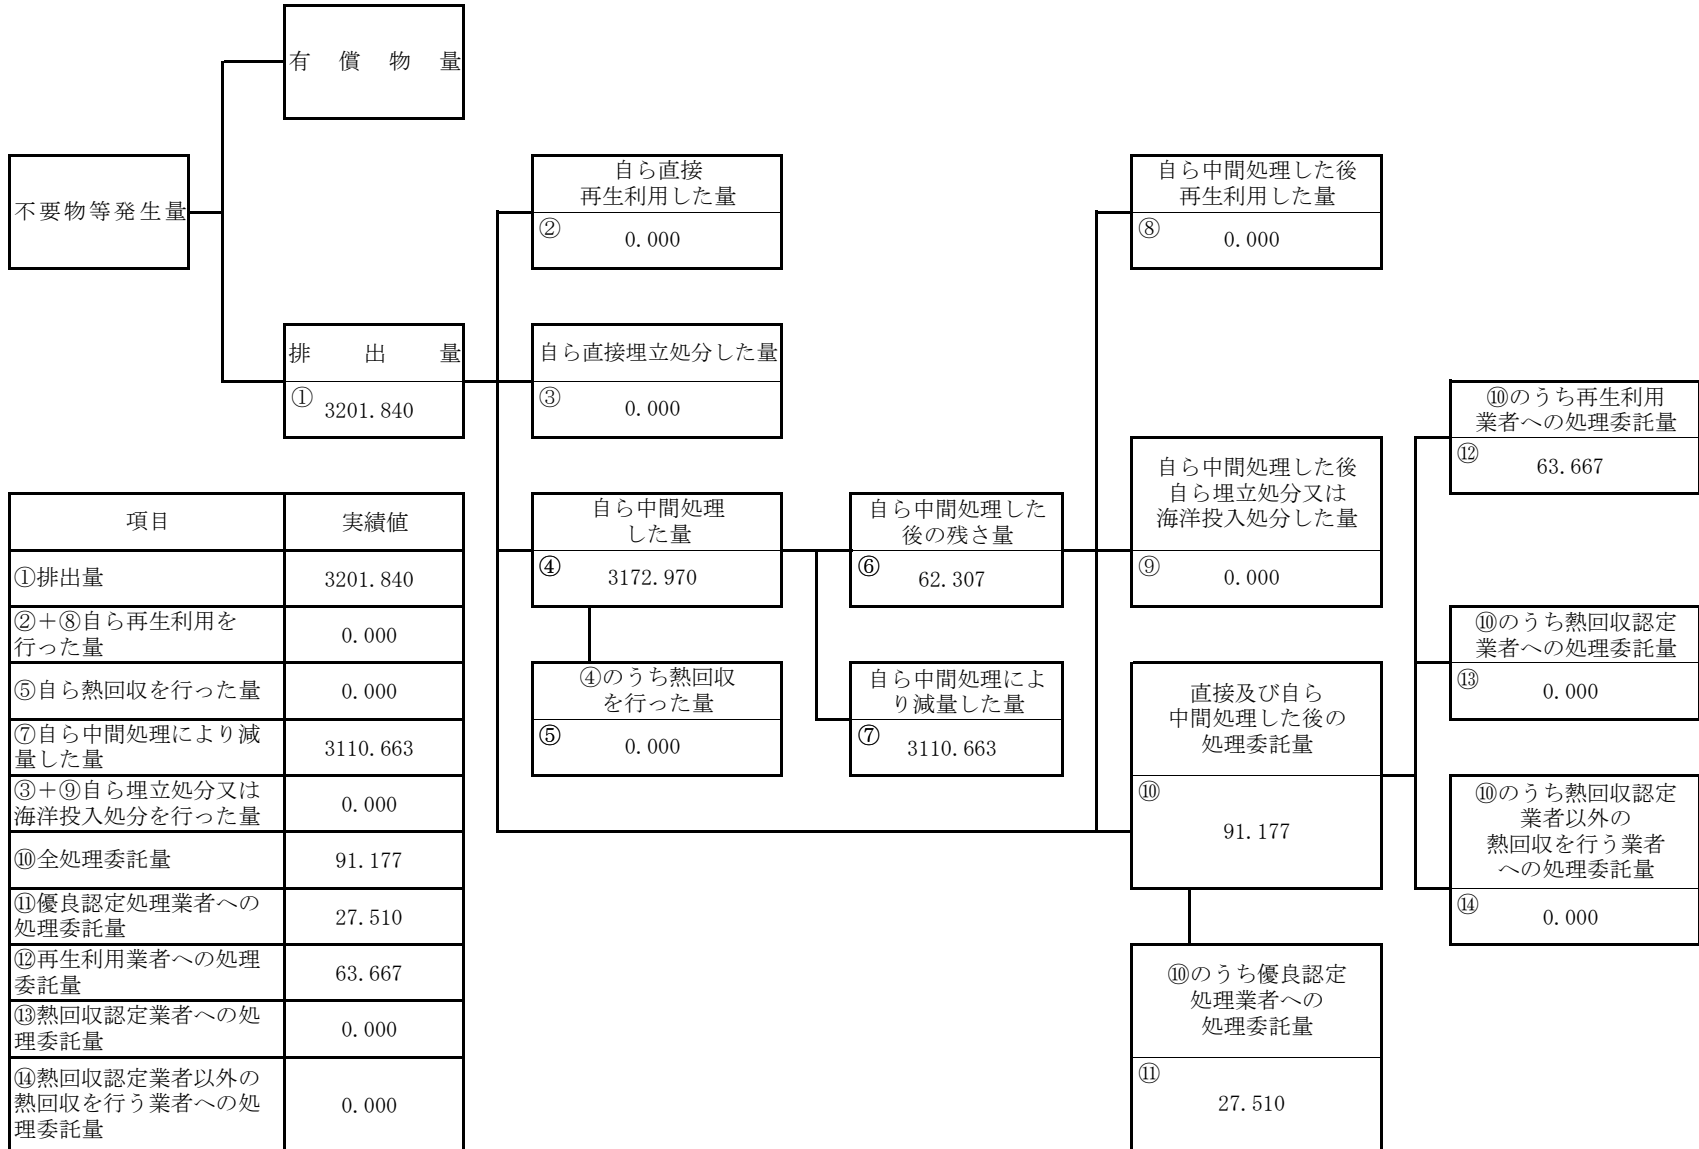 有償物量
不要物等発生量
自ら直接
再生利用した量
② 0.000
自ら中間処理した後
再生利用した量
⑧ 0.000
排出量
① 3201.840
自ら直接埋立処分した量
③ 0.000
自ら中間処理
した量
④ 3172.970
自ら中間処理した
後の残さ量
⑥ 62.307
自ら中間処理した後
自ら埋立処分又は
海洋投入処分した量
⑨ 0.000
⑩のうち再生利用
業者への処理委託量
⑫ 63.667
④のうち熱回収
を行った量
⑤ 0.000
自ら中間処理によ
り減量した量
⑦ 3110.663
直接及び自ら
中間処理した後の
処理委託量
⑩ 91.177
⑩のうち熱回収認定
業者への処理委託量
⑬ 0.000
⑩のうち熱回収認定
業者以外の
熱回収を行う業者
への処理委託量
⑭ 0.000
⑩のうち優良認定
処理業者への
処理委託量
⑪ 27.510
項目 実績値
①排出量 3201.840
②＋⑧自ら再生利用を
行った量 0.000
⑤自ら熱回収を行った量 0.000
⑦自ら中間処理により減
量した量 3110.663
③＋⑨自ら埋立処分又は
海洋投入処分を行った量 0.000
⑩全処理委託量 91.177
⑪優良認定処理業者への
処理委託量 27.510
⑫再生利用業者への処理
委託量 63.667
⑬熱回収認定業者への処
理委託量 0.000
⑭熱回収認定業者以外の
熱回収を行う業者への処
理委託量 0.000